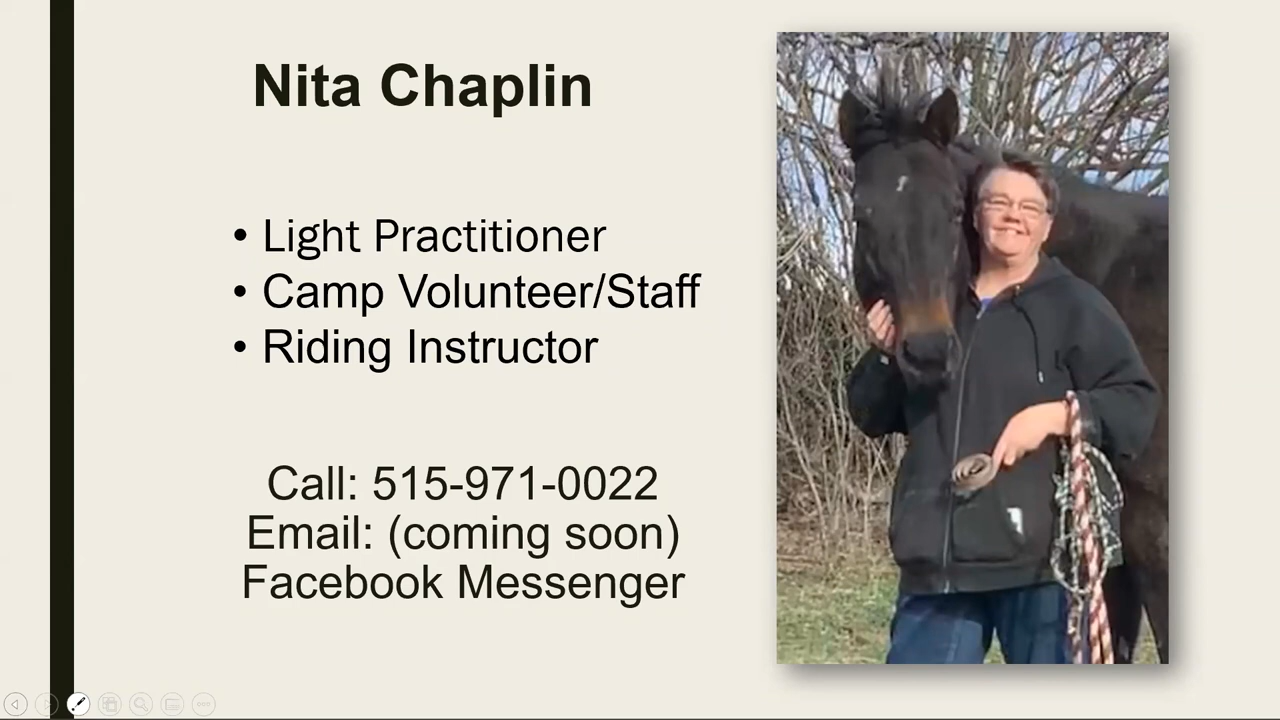 Nita Chaplin
• Light Practitioner
• Camp Volunteer/Staff
• Riding Instructor
Call: 515-971-0022
Email: (coming soon)
Facebook Messenger